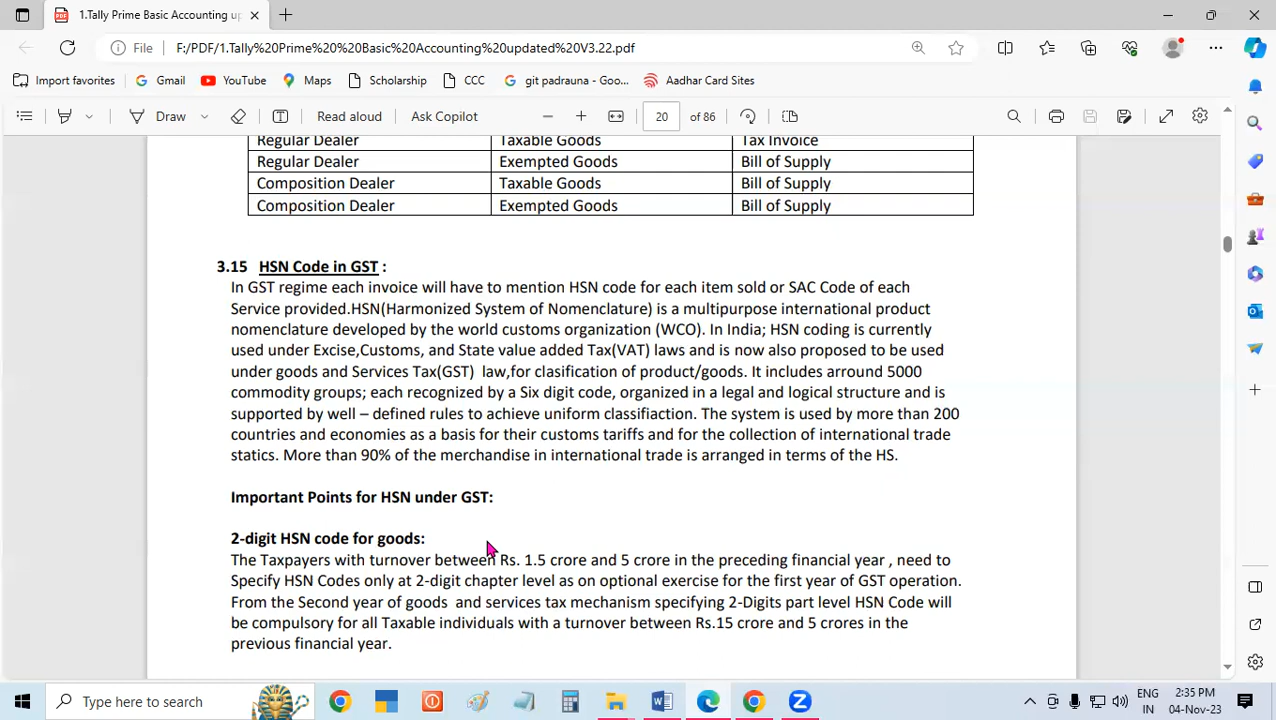 1.Tally Prime Basic Accounting up
File
F:/PDF/1.Tally%20Prime%20%20Basic%20Accounting%20updated%20V3.22.pdf
Import favorites
Gmail
YouTube
Maps
Scholarship
CCC
git padrauna - Goo...
Aadhar Card Sites
Draw
Read aloud
Ask Copilot
20
of 86
Regular Dealer Taxable Goods Tax Invoice
Regular Dealer Exempted Goods Bill of Supply
Composition Dealer Taxable Goods Bill of Supply
Composition Dealer Exempted Goods Bill of Supply
3.15 HSN Code in GST :
In GST regime each invoice will have to mention HSN code for each item sold or SAC Code of each
Service provided.HSN(Harmonized System of Nomenclature) is a multipurpose international product
nomenclature developed by the world customs organization (WCO). In India; HSN coding is currently
used under Excise,Customs, and State value added Tax(VAT) laws and is now also proposed to be used
under goods and Services Tax(GST)  law,for clasification of product/goods. It includes arround 5000
commodity groups; each recognized by a Six digit code, organized in a legal and logical structure and is
supported by well – defined rules to achieve uniform classifiaction. The system is used by more than 200
countries and economies as a basis for their customs tariffs and for the collection of international trade
statics. More than 90% of the merchandise in international trade is arranged in terms of the HS.
Important Points for HSN under GST:
2-digit HSN code for goods:
The Taxpayers with turnover between Rs. 1.5 crore and 5 crore in the preceding financial year , need to
Specify HSN Codes only at 2-digit chapter level as on optional exercise for the first year of GST operation.
From the Second year of goods  and services tax mechanism specifying 2-Digits part level HSN Code will
be compulsory for all Taxable individuals with a turnover between Rs.15 crore and 5 crores in the
previous financial year.
Type here to search
ENG
IN
2:35 PM
04-Nov-23